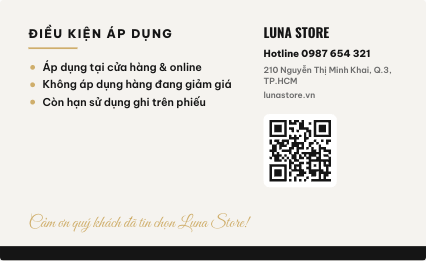 ĐIỀU KIỆN ÁP DỤNG
Áp dụng tại cửa hàng & online
Không áp dụng hàng đang giảm giá
Còn hạn sử dụng ghi trên phiếu
LUNA STORE
Hotline 0987 654 321
210 Nguyễn Thị Minh Khai, Q.3,
TP.HCM
lunastore.vn
Cảm ơn quý khách đã tin chọn Luna Store!